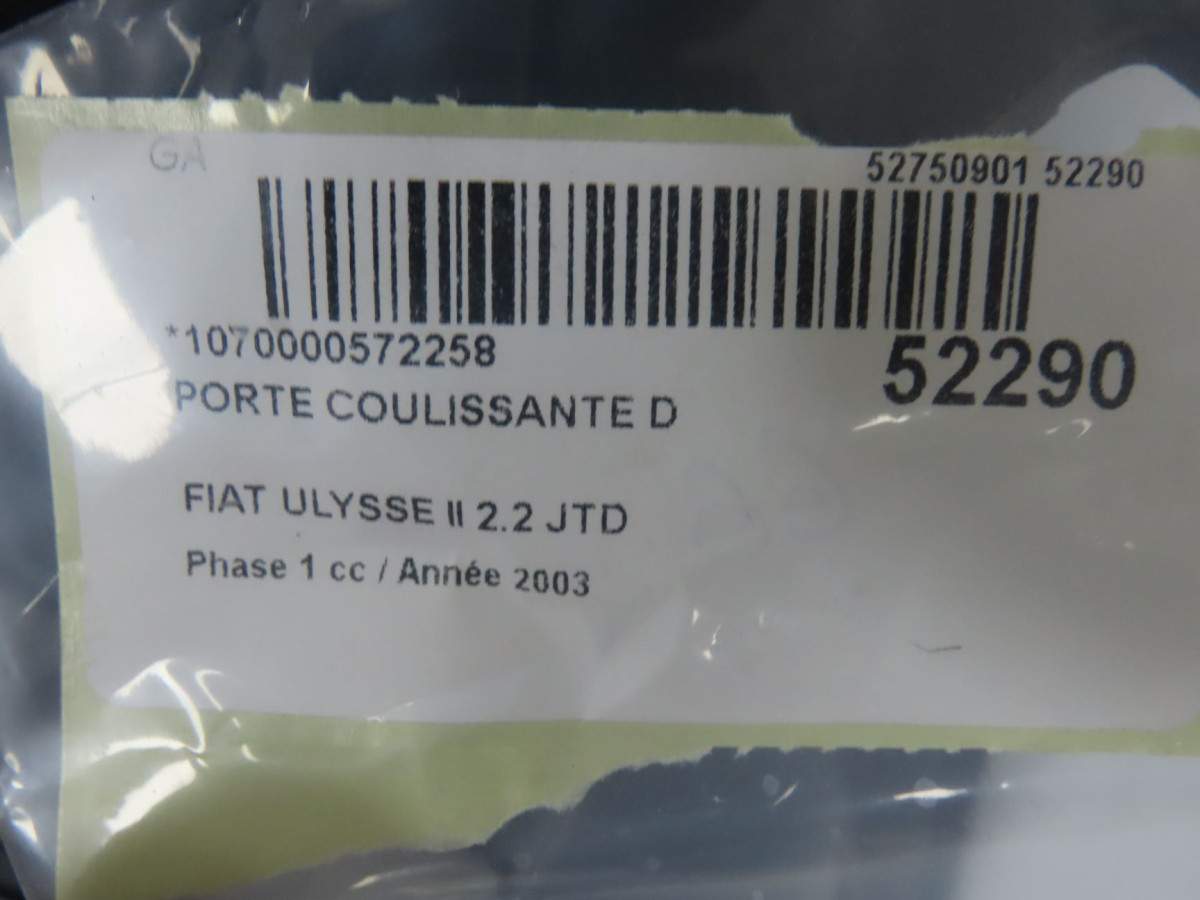 GA
52750901 52290
*1070000572258
52290
PORTE COULISSANTE D
FIAT ULYSSE II 2.2 JTD
Phase 1 cc / Année 2003